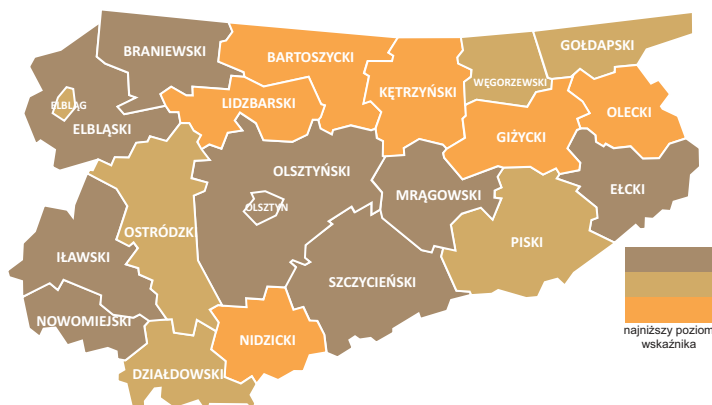 GOŁDAPSKI
BRANIEWSKI
BARTOSZYCKI
WĘGORZEWSKI
KĘTRZYŃSKI
ELBLĄG
LIDZBARSKI
OLECKI
ELBLĄSKI
GIŻYCKI
OLSZTYŃSKI
EŁCKI
MRĄGOWSKI
OLSZTYN
OSTRÓDZK
PISKI
IŁAWSKI
SZCZYCIEŃSKI
NOWOMIEJSKI
najniższy poziom
wskaźnika
NIDZICKI
DZIAŁDOWSKI